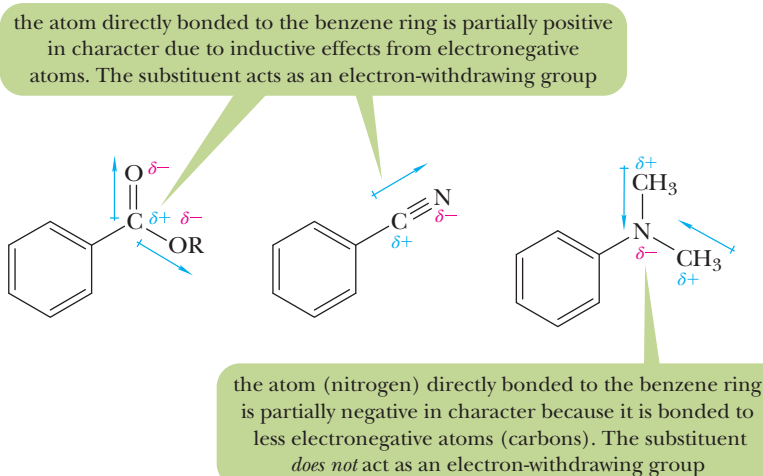 the atom directly bonded to the benzene ring is partially positive
in character due to inductive effects from electronegative
atoms. The substituent acts as an electron-withdrawing group
O δ−
C δ+ δ−
OR
C N
δ+ δ−
δ+
CH3
N
δ− CH3
δ+
the atom (nitrogen) directly bonded to the benzene ring
is partially negative in character because it is bonded to
less electronegative atoms (carbons). The substituent
does not act as an electron-withdrawing group